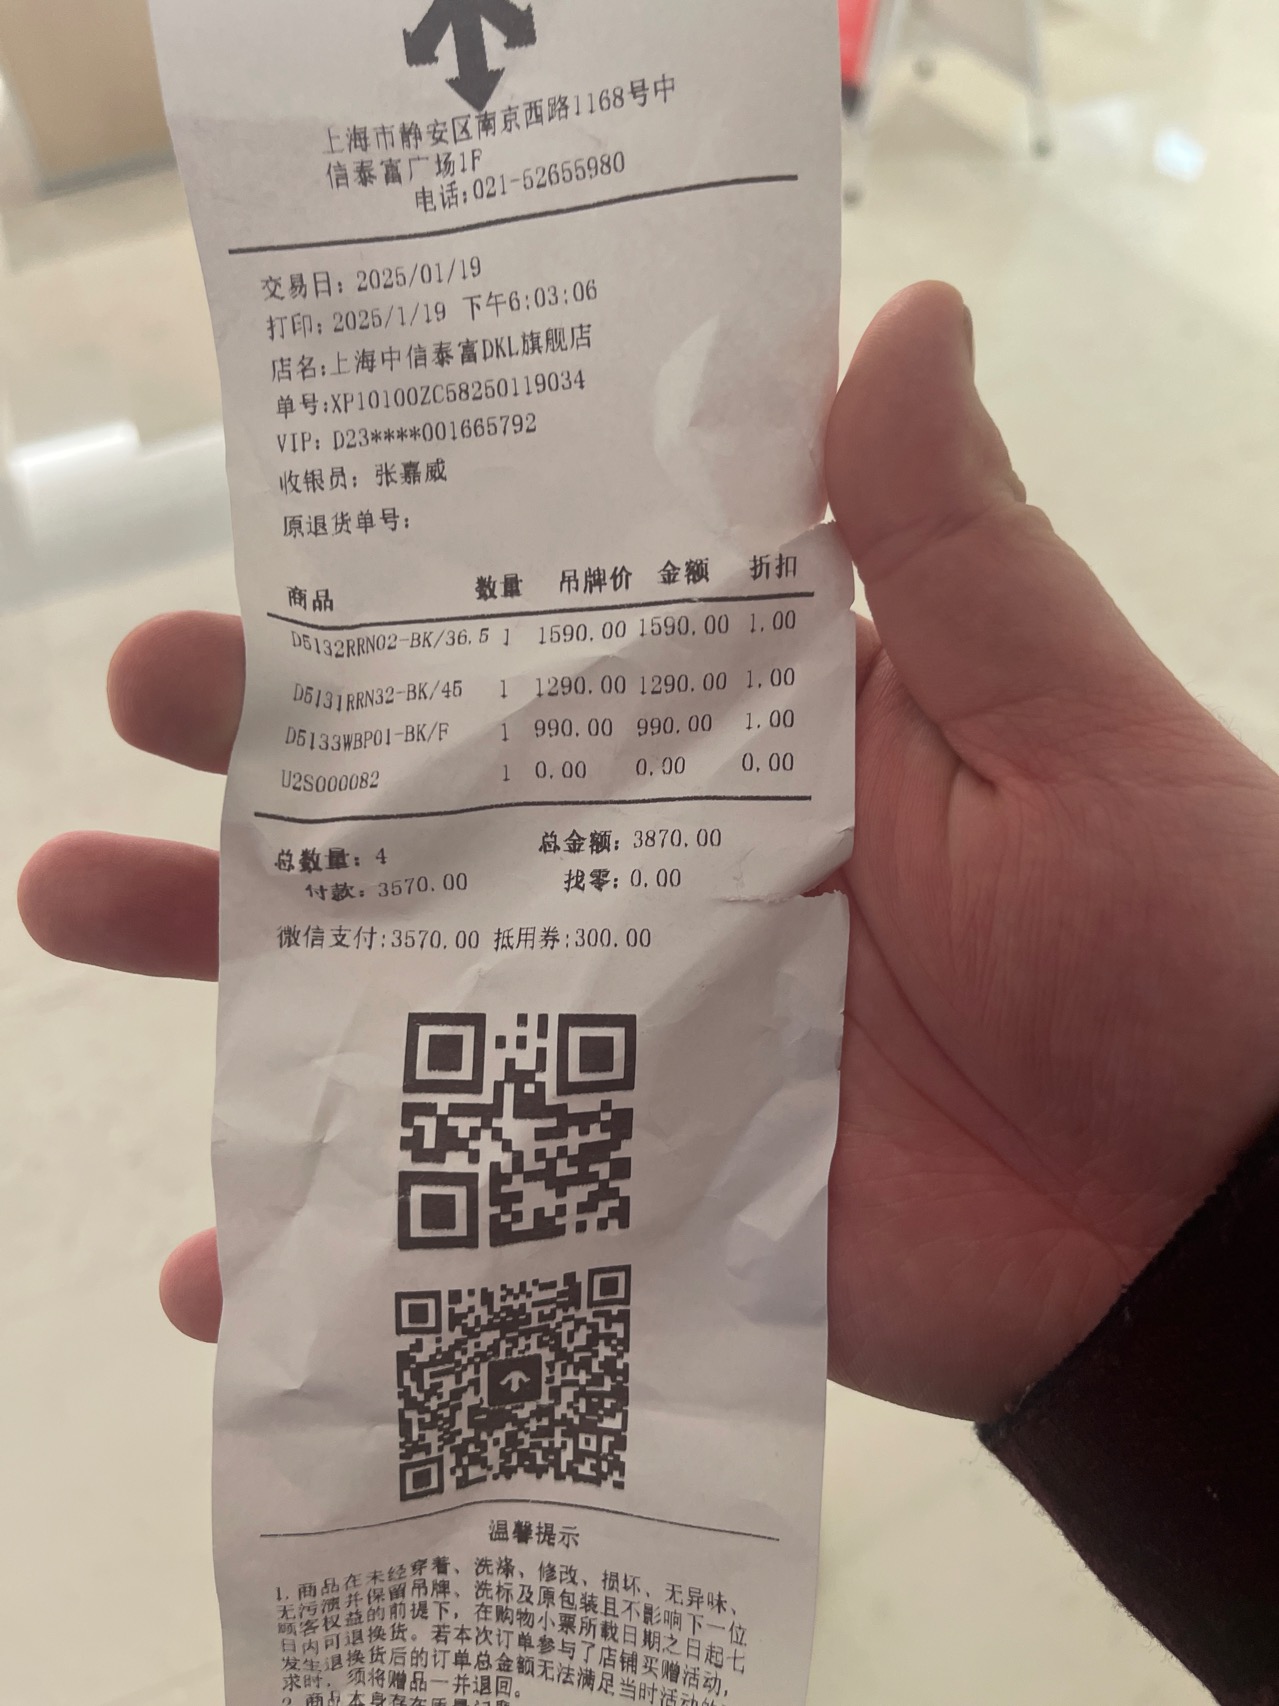 上海市静安区南京西路1168号中
信泰富广场1F
电话:021-52655980
交易日: 2025/01/19
打印: 2025/1/19 下午6:03:06
店名:上海中信泰富DKL旗舰店
单号:XP10100ZC58250119034
VIP: D23****001665792
收银员: 张嘉威
原退货单号:
商品 数量 吊牌价 金额 折扣
D5132RRN02-BK/36.5 1 1590.00 1590.00 1.00
D5131RRN32-BK/45 1 1290.00 1290.00 1.00
D5133WBP01-BK/F 1 990.00 990.00 1.00
U2S000082 1 0.00 0.00 0.00
总数量: 4 总金额: 3870.00
付款: 3570.00 找零: 0.00
微信支付:3570.00 抵用券:300.00
温馨提示
1. 商品在未经穿着、洗涤、修改、损坏、无异味、
无污渍并保留吊牌、洗标及原包装且不影响下一位
顾客权益的前提下，在购物小票所载日期之日起七
日内可退换货。若本次订单参与了店铺买赠活动，
发生退换货后的订单总金额无法满足当时活动的
求时，须将赠品一并退回。
2. 商品本身存在质量